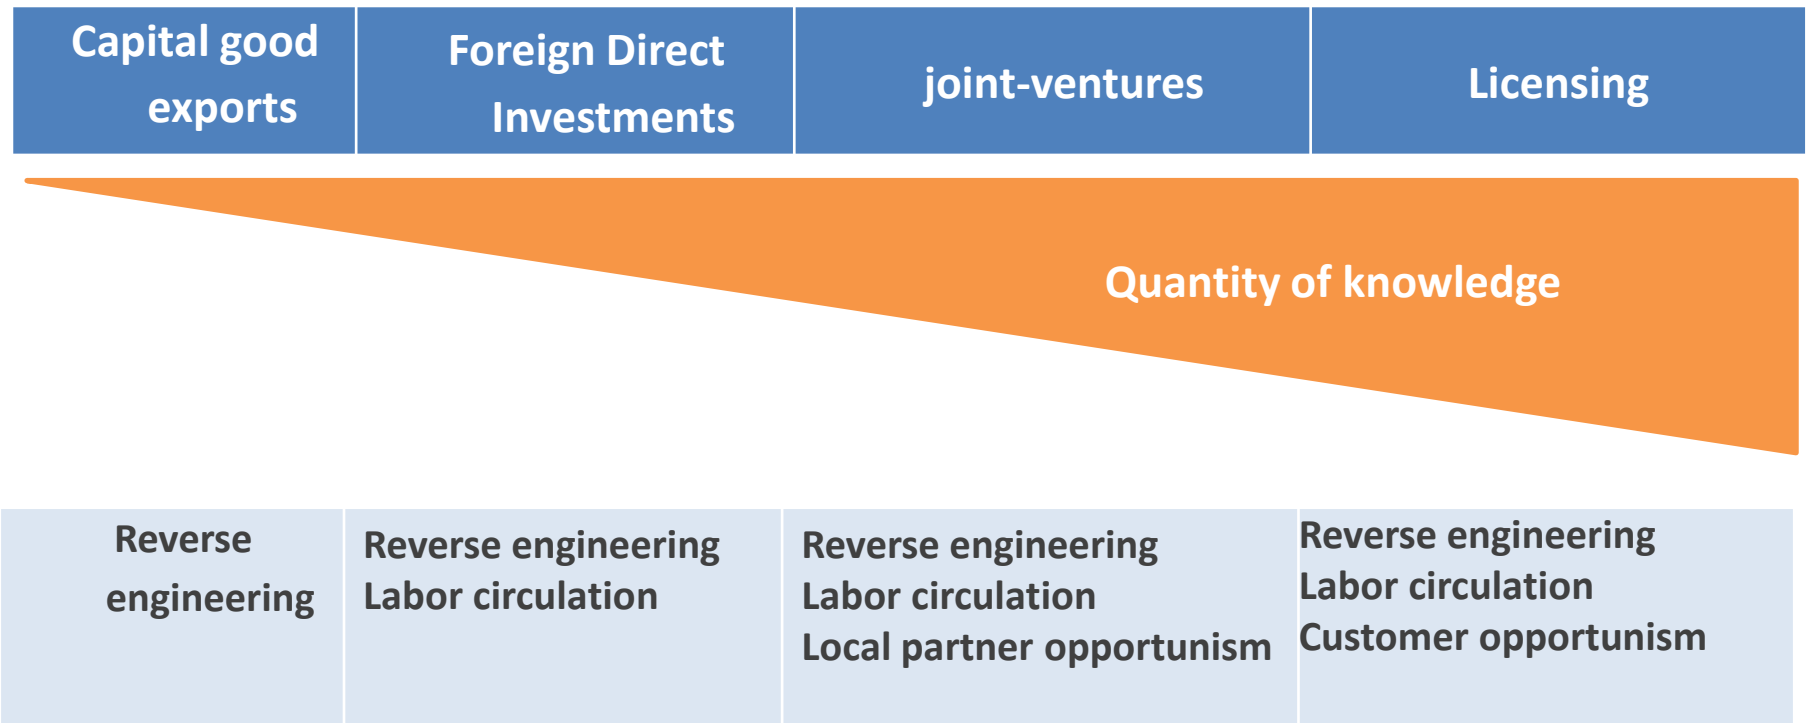 Capital good
exports
Foreign Direct
Investments
joint-ventures
Licensing
Quantity of knowledge
Reverse
engineering
Reverse engineering
Labor circulation
Reverse engineering
Labor circulation
Local partner opportunism
Reverse engineering
Labor circulation
Customer opportunism